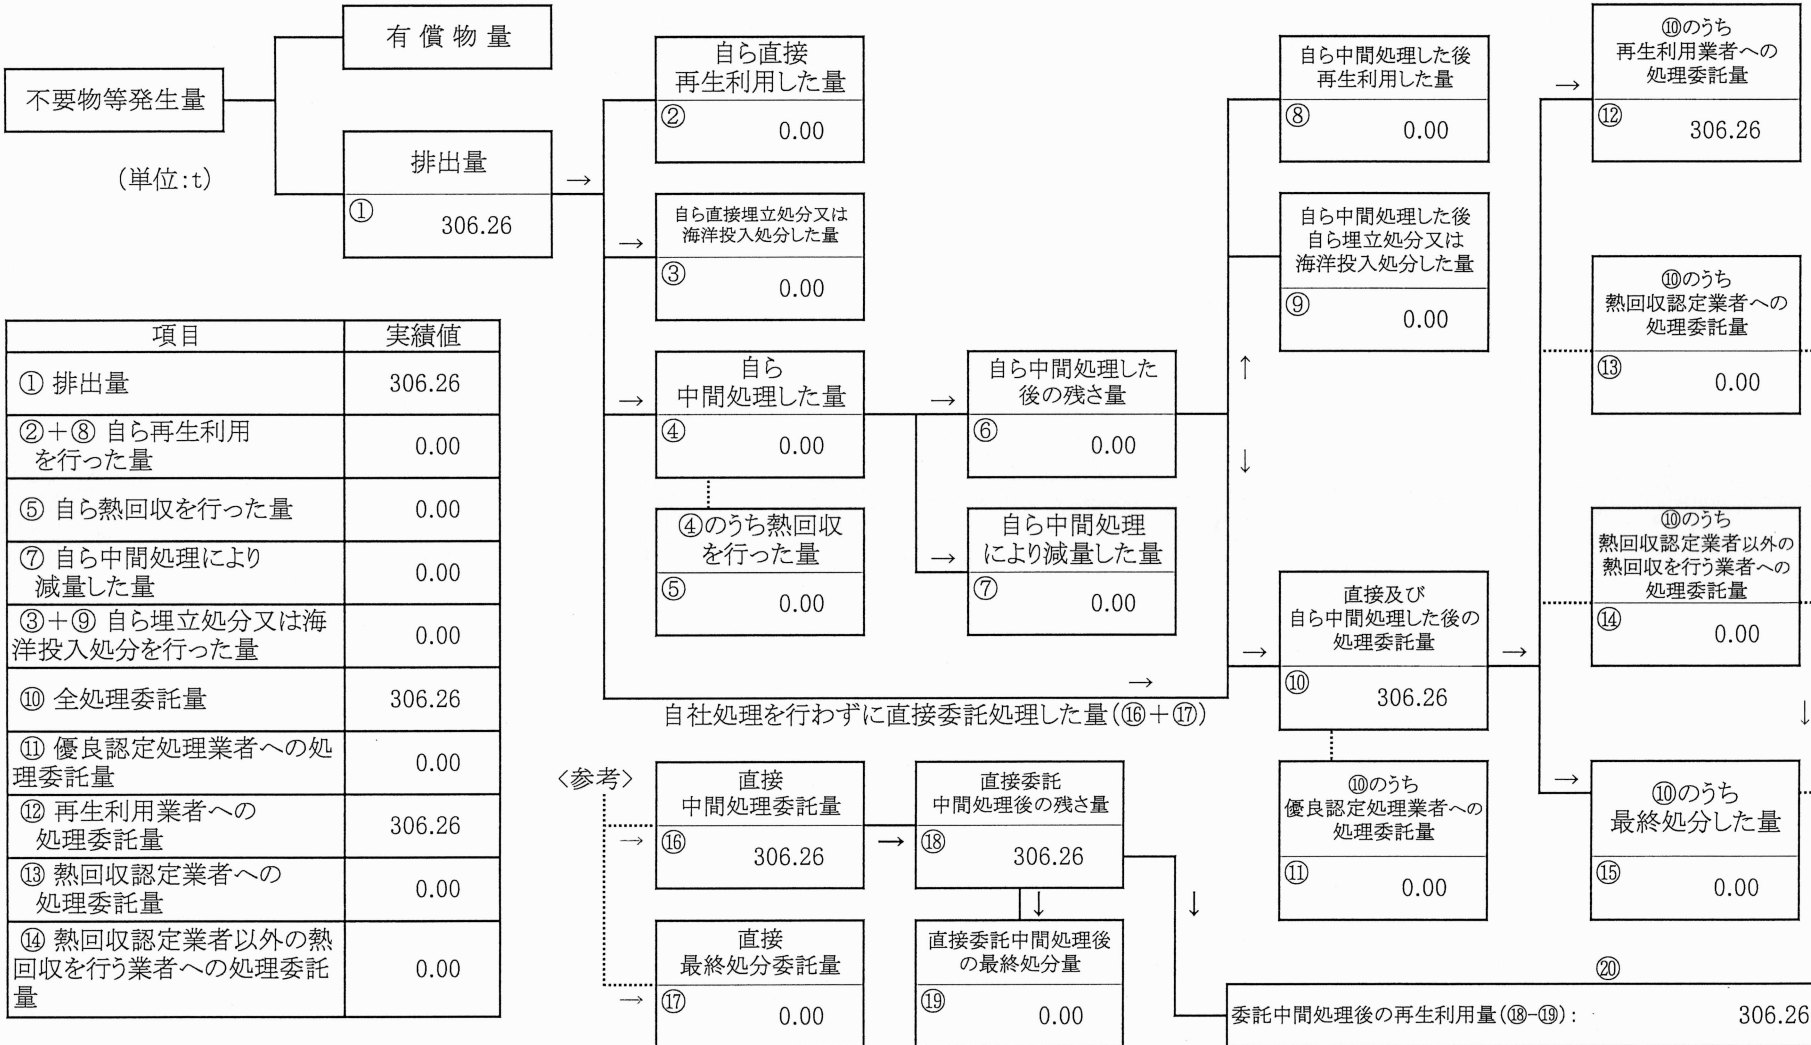 有償物量
不要物等発生量
(単位:t)
排出量
①
306.26
→
自ら直接
再生利用した量
②
0.00
→
自ら直接埋立処分又は
海洋投入処分した量
③
0.00
→
自ら
中間処理した量
④
0.00
④のうち熱回収
を行った量
⑤
0.00
→
自ら中間処理した
後の残さ量
⑥
0.00
→
自ら中間処理
により減量した量
⑦
0.00
↑
↓
自ら中間処理した後
再生利用した量
⑧
0.00
自ら中間処理した後
自ら埋立処分又は
海洋投入処分した量
⑨
0.00
→
自社処理を行わずに直接委託処理した量(⑯+⑰)
→
直接及び
自ら中間処理した後の
処理委託量
⑩
306.26
⑩のうち
優良認定処理業者への
処理委託量
⑪
0.00
→
→
⑩のうち
再生利用業者への
処理委託量
⑫
306.26
⑩のうち
熱回収認定業者への
処理委託量
⑬
0.00
⑩のうち
熱回収認定業者以外の
熱回収を行う業者への
処理委託量
⑭
0.00
↓
→
⑩のうち
最終処分した量
⑮
0.00
項目 実績値
① 排出量 306.26
②+⑧ 自ら再生利用
を行った量 0.00
⑤ 自ら熱回収を行った量 0.00
⑦ 自ら中間処理により
減量した量 0.00
③+⑨ 自ら埋立処分又は海
洋投入処分を行った量 0.00
⑩ 全処理委託量 306.26
⑪ 優良認定処理業者への処
理委託量 0.00
⑫ 再生利用業者への
処理委託量 306.26
⑬ 熱回収認定業者への
処理委託量 0.00
⑭ 熱回収認定業者以外の熱
回収を行う業者への処理委託
量 0.00
<参考>
→
直接
中間処理委託量
⑯
306.26
→
直接委託
中間処理後の残さ量
⑱
306.26
↓
↓
→
直接
最終処分委託量
⑰
0.00
直接委託中間処理後
の最終処分量
⑲
0.00
⑳
委託中間処理後の再生利用量(⑱-⑲): 306.26